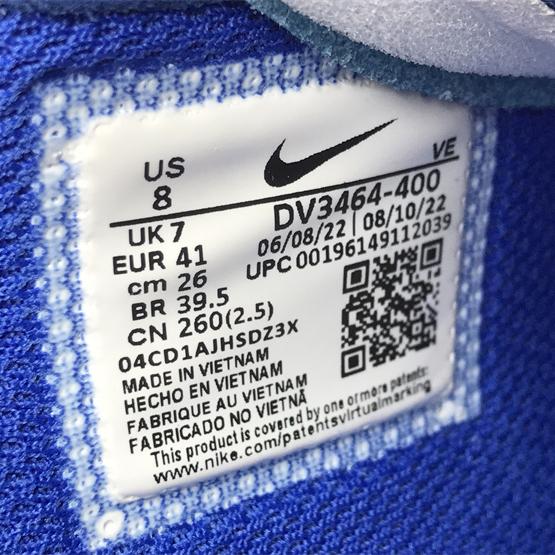 US
8
VE
DV3464-400
UK 7
06/08/22 | 08/10/22
EUR 41
UPC 00196149112039
cm 26
BR 39.5
CN 260(2.5)
04CD1AJHSDZ3X
MADE IN VIETNAM
HECHO EN VIETNAM
FABRIQUE AU VIETNAM
FABRICADO NO VIETNÃ
This product is covered by one or more patents:
www.nike.com/patentsvirtualmarking